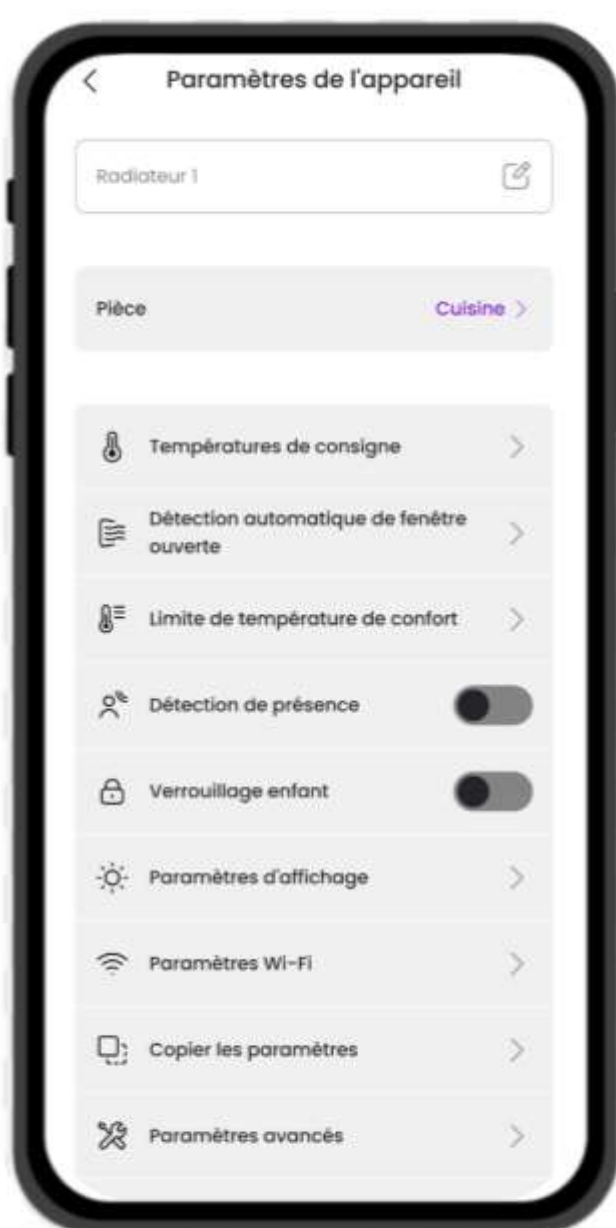 Paramètres de l'appareil
Radiateur 1
Pièce
Cuisine
Températures de consigne
Détection automatique de fenêtre
ouverte
Limite de température de confort
Détection de présence
Verrouillage enfant
Paramètres d'affichage
Paramètres Wi-Fi
Copier les paramètres
Paramètres avancés